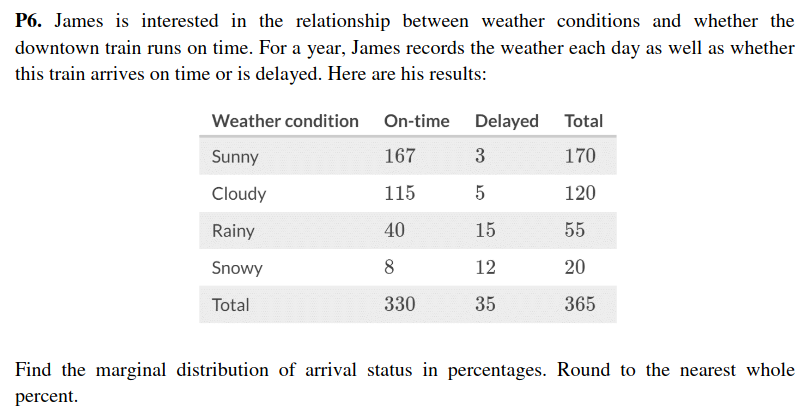 P6. James is interested in the relationship between weather conditions and whether the
downtown train runs on time. For a year, James records the weather each day as well as whether
this train arrives on time or is delayed. Here are his results:
Weather condition On-time Delayed Total
Sunny 167 3 170
Cloudy 115 5 120
Rainy 40 15 55
Snowy 8 12 20
Total 330 35 365
Find the marginal distribution of arrival status in percentages. Round to the nearest whole
percent.